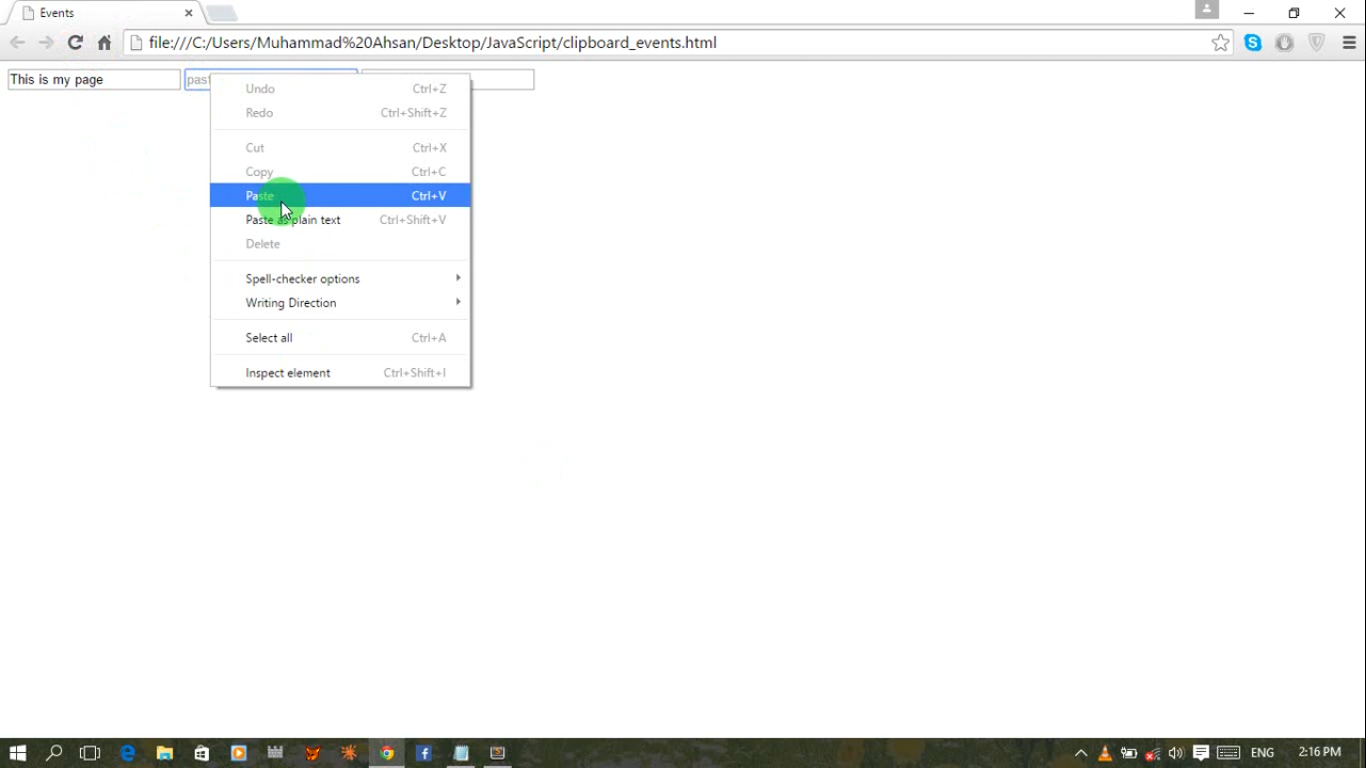 Events
file:///C:/Users/Muhammad%20Ahsan/Desktop/JavaScript/clipboard_events.html
This is my page
Undo Ctrl+Z
Redo Ctrl+Shift+Z
Cut Ctrl+X
Copy Ctrl+C
Paste Ctrl+V
Paste as plain text Ctrl+Shift+V
Delete
Spell-checker options
Writing Direction
Select all Ctrl+A
Inspect element Ctrl+Shift+I
ENG 2:16 PM